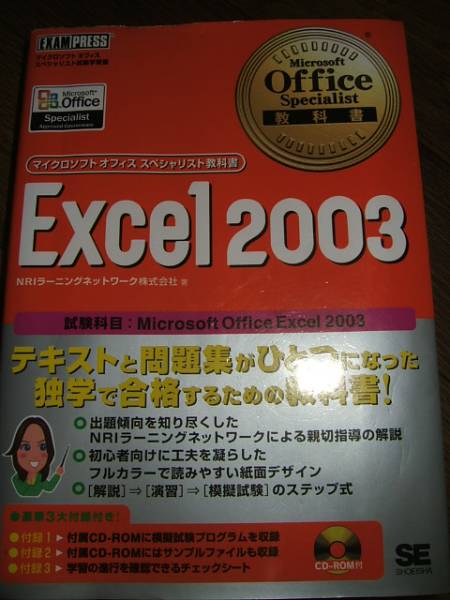 EXAMPRESS
マイクロソフト オフィス
スペシャリスト試験学習書
Microsoft
Office
Specialist
Approved Courseware
Microsoft
Office
Specialist
教科書
マイクロソフト オフィス スペシャリスト教科書
Excel 2003
NRIラーニングネットワーク株式会社 著
試験科目：Microsoft Office Excel 2003
テキストと問題集がひとつになった
独学で合格するための教科書！
出題傾向を知り尽くした
NRIラーニングネットワークによる親切指導の解説
初心者向けに工夫を凝らした
フルカラーで読みやすい紙面デザイン
［解説］⇒［演習］⇒［模擬試験］のステップ式
●豪華3大付録付き！
●付録1 ▶ 付属CD-ROMに模擬試験プログラムを収録
●付録2 ▶ 付属CD-ROMにはサンプルファイルも収録
●付録3 ▶ 学習の進行を確認できるチェックシート
CD-ROM付
SE
SHOEISHA